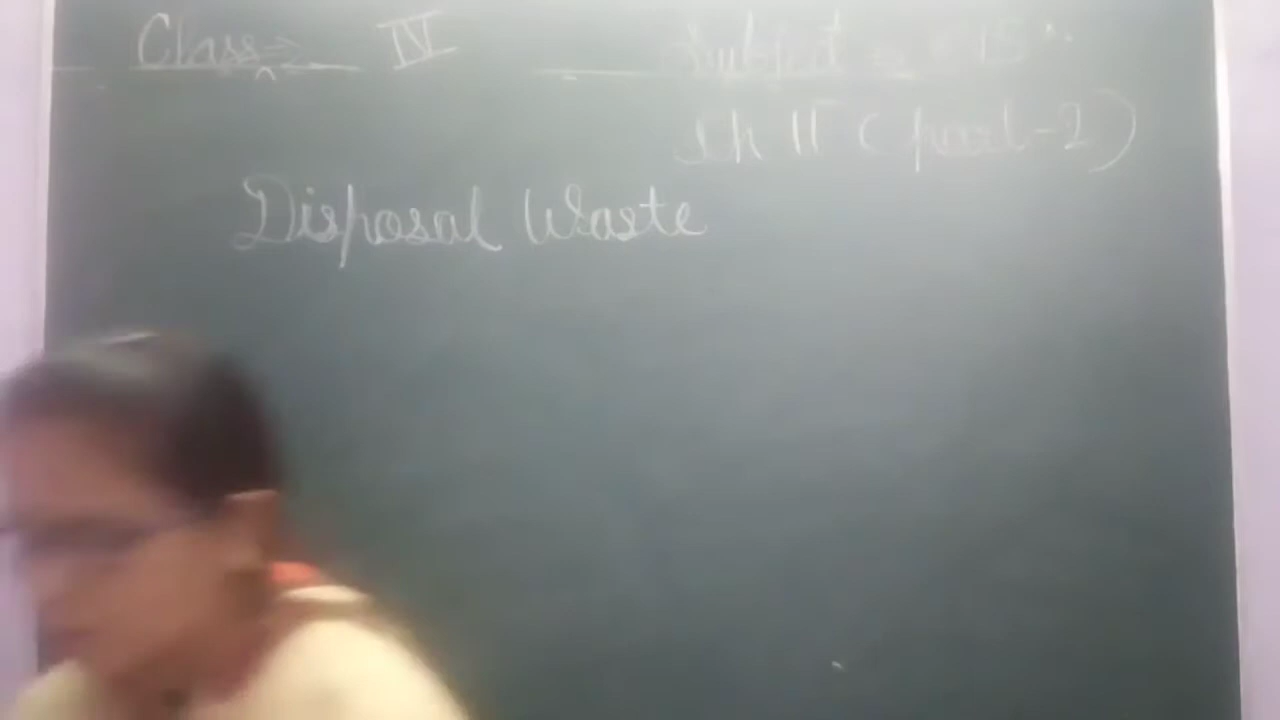 Class⇒ IV Subject ⇒
Ch 11 (part-2)
Disposal Waste